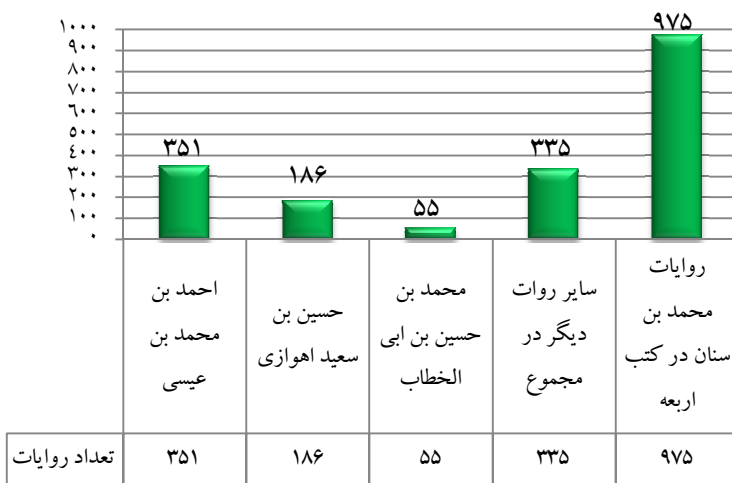 ۱۰۰۰
۹۰۰
۸۰۰
۷۰۰
۶۰۰
۵۰۰
٤۰۰
۳۰۰
۲۰۰
۱۰۰
۰
۳۵۱
۱۸۶
۵۵
۳۳۵
۹۷۵
احمد بن
محمد بن
عیسی
حسین بن
سعید اهوازی
محمد بن
حسین بن ابی
الخطاب
سایر روات
دیگر در
مجموع
روایات
محمد بن
سنان در کتب
اربعه
تعداد روایات
۳۵۱
۱۸۶
۵۵
۳۳۵
۹۷۵